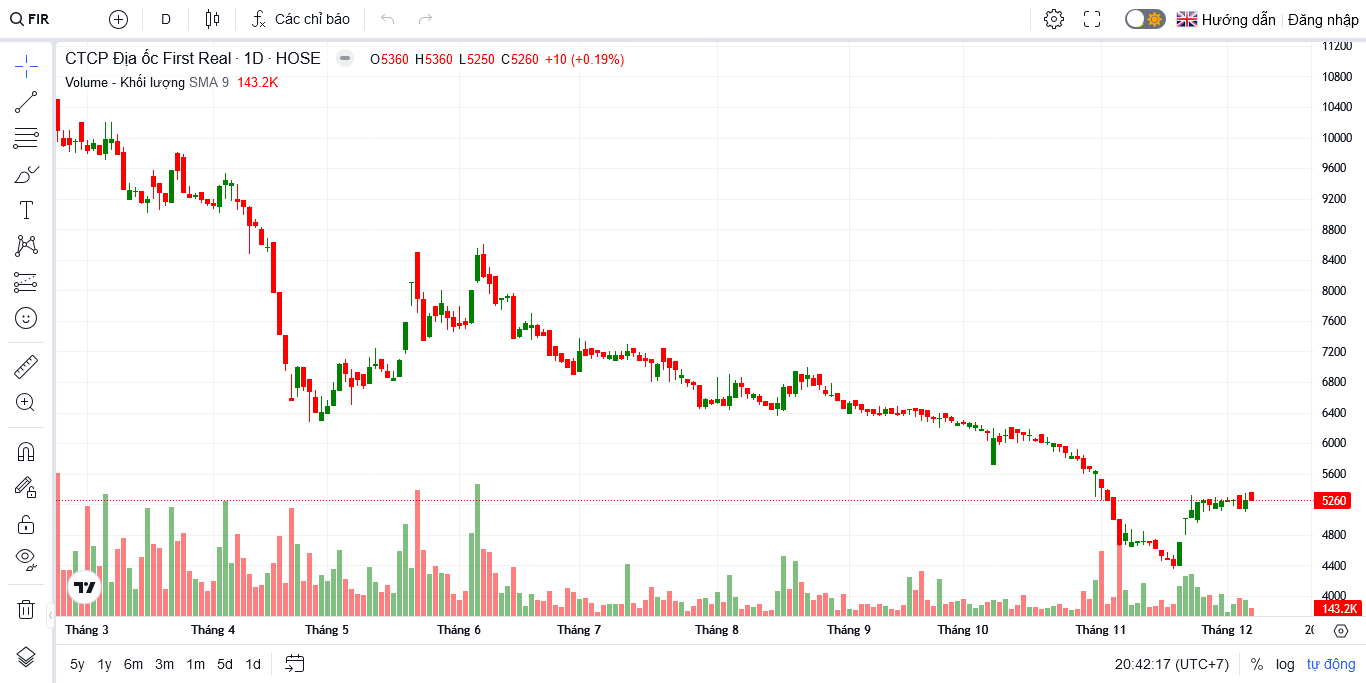 FIR
D
Các chỉ báo
Hướng dẫn
Đăng nhập
CTCP Địa ốc First Real · 1D · HOSE
O5360 H5360 L5250 C5260 +10 (+0.19%)
Volume - Khối lượng SMA 9 143.2K
11200
10800
10400
10000
9600
9200
8800
8400
8000
7600
7200
6800
6400
6000
5600
5260
4800
4400
4000
143.2K
Tháng 3 Tháng 4 Tháng 5 Tháng 6 Tháng 7 Tháng 8 Tháng 9 Tháng 10 Tháng 11 Tháng 12
5y 1y 6m 3m 1m 5d 1d
20:42:17 (UTC+7) % log tự động